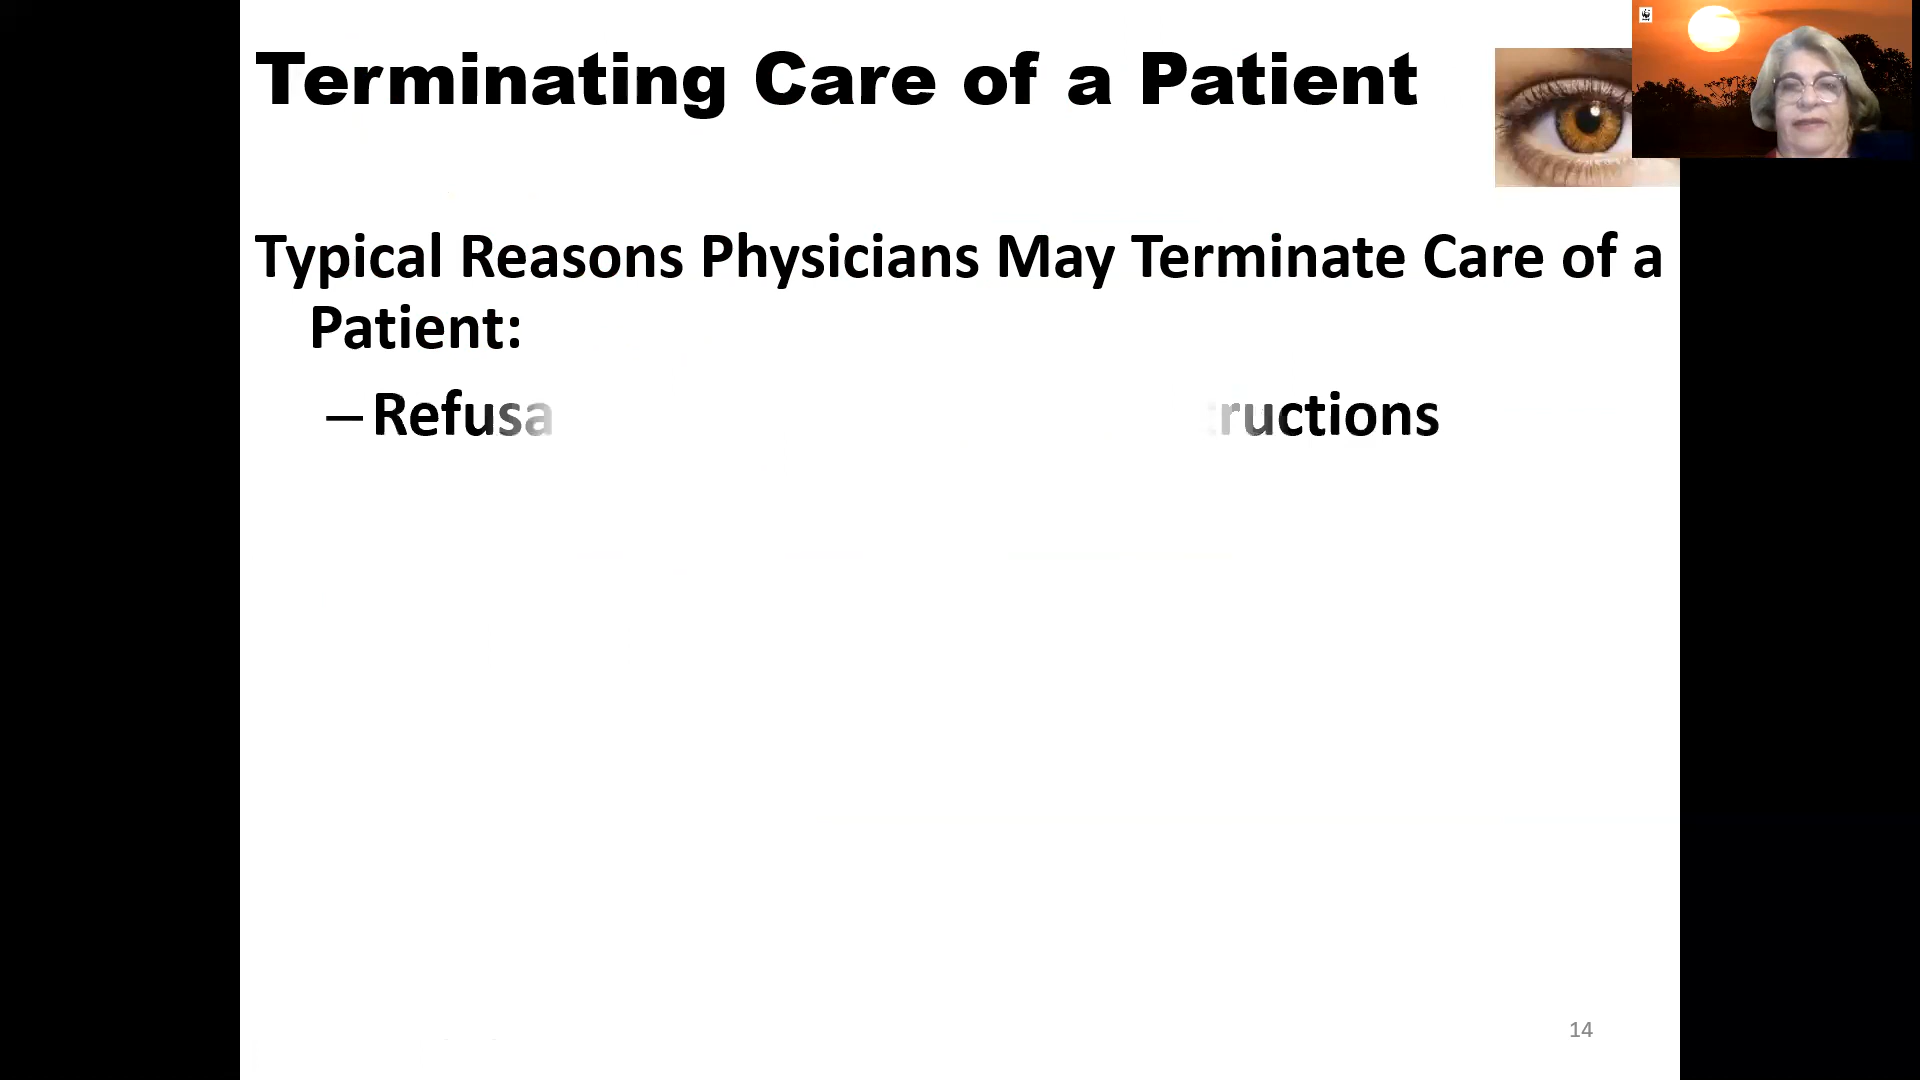 Terminating Care of a Patient
Typical Reasons Physicians May Terminate Care of a
Patient:
–Refusa ructions
14